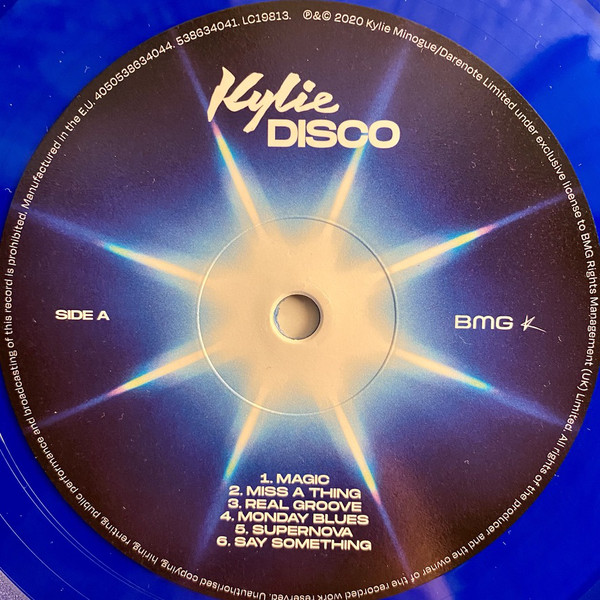 Kylie
DISCO
SIDE A
BMG K
1. MAGIC
2. MISS A THING
3. REAL GROOVE
4. MONDAY BLUES
5. SUPERNOVA
6. SAY SOMETHING
℗&© 2020 Kylie Minogue/Darenote Limited under exclusive license to BMG Rights Management (UK) Limited. All rights of the producer and the owner of the recorded work reserved. Unauthorised copying, hiring, renting, public performance and broadcasting of this record is prohibited. Manufactured in the E.U. 4050538634044. 538634041. LC19813.